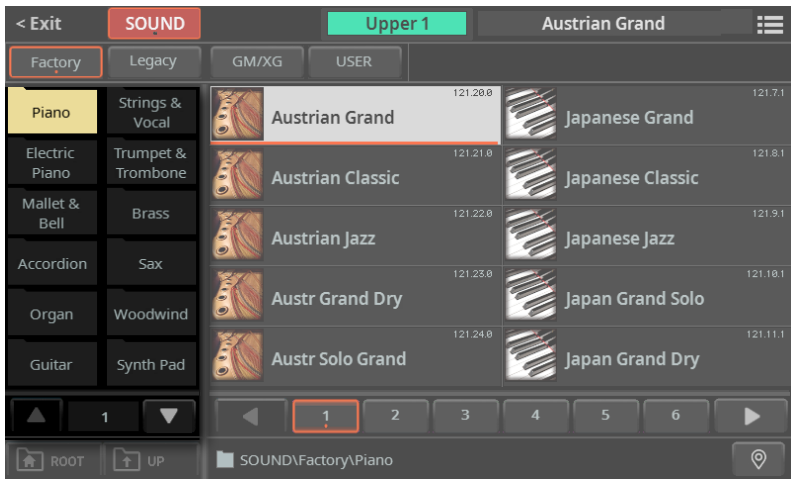 < Exit
SOUND
Upper 1
Austrian Grand
Factory
Legacy
GM/XG
USER
Piano
Strings &
Vocal
Electric
Piano
Trumpet &
Trombone
Mallet &
Bell
Brass
Accordion
Sax
Organ
Woodwind
Guitar
Synth Pad
1
ROOT
UP
121.20.0
Austrian Grand
121.7.1
Japanese Grand
121.21.0
Austrian Classic
121.8.1
Japanese Classic
121.22.0
Austrian Jazz
121.9.1
Japanese Jazz
121.23.0
Austr Grand Dry
121.10.1
Japan Grand Solo
121.24.0
Austr Solo Grand
121.11.1
Japan Grand Dry
1
2
3
4
5
6
SOUND\Factory\Piano